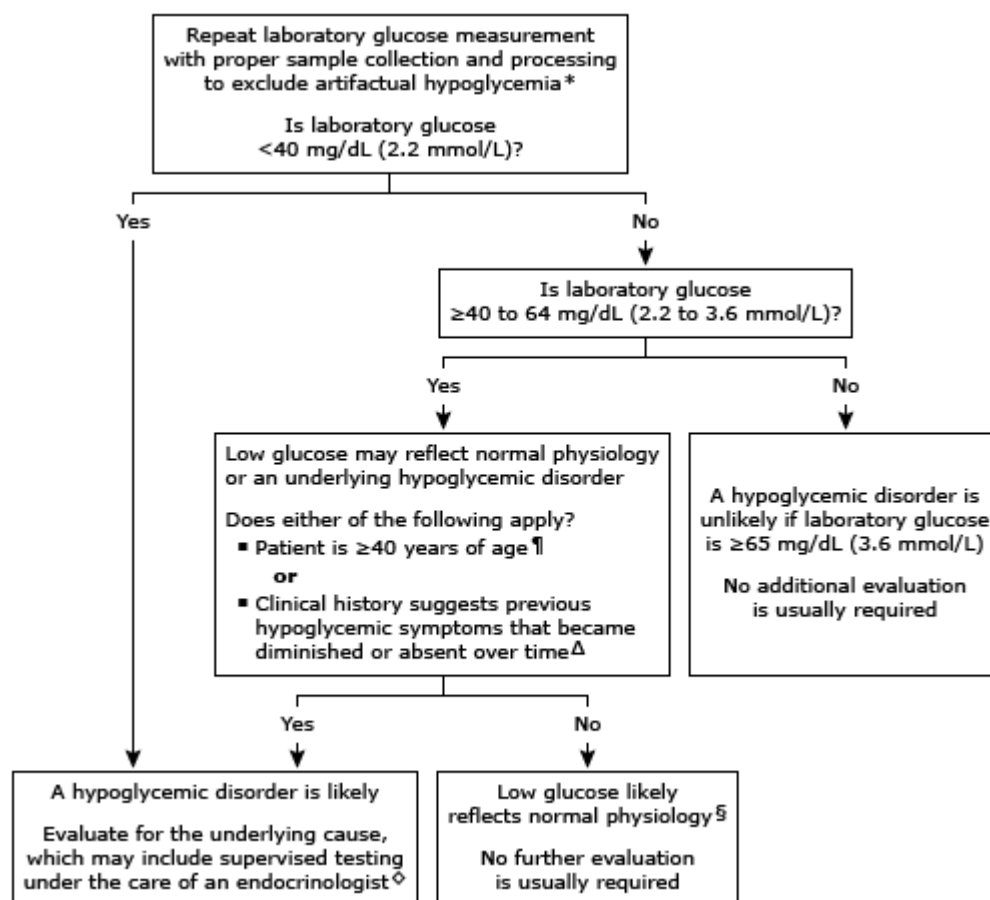 Repeat laboratory glucose measurement
with proper sample collection and processing
to exclude artifactual hypoglycemia*
Is laboratory glucose
<40 mg/dL (2.2 mmol/L)?
Yes
No
Is laboratory glucose
≥40 to 64 mg/dL (2.2 to 3.6 mmol/L)?
Yes
No
Low glucose may reflect normal physiology
or an underlying hypoglycemic disorder
Does either of the following apply?
▪ Patient is ≥40 years of age¶
or
▪ Clinical history suggests previous
hypoglycemic symptoms that became
diminished or absent over timeΔ
A hypoglycemic disorder is
unlikely if laboratory glucose
is ≥65 mg/dL (3.6 mmol/L)
No additional evaluation
is usually required
Yes
No
A hypoglycemic disorder is likely
Evaluate for the underlying cause,
which may include supervised testing
under the care of an endocrinologist◇
Low glucose likely
reflects normal physiology§
No further evaluation
is usually required